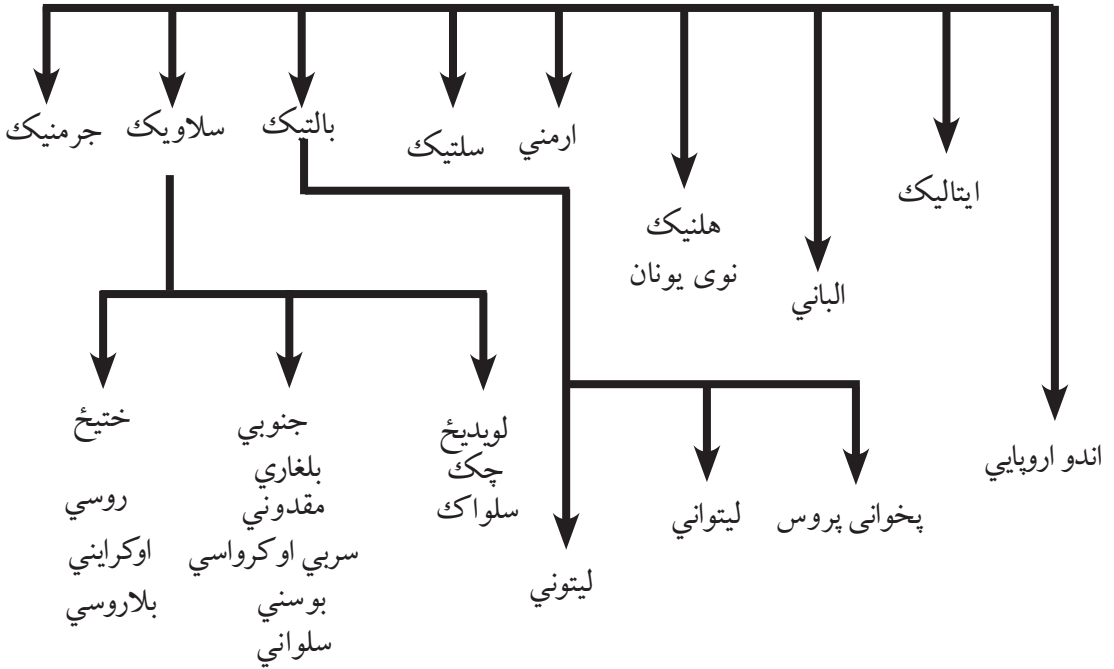 ايتاليک
الباني
هلنيک
نوی يونان
ارمني
سلتيک
بالتيک
سلاويک
جرمنيک
اندو اروپايي
پخوانی پروس
ليتواني
ليتوني
لويديځ
چک
سلواک
جنوبي
بلغاري
مقدوني
سربي او کرواسي
بوسني
سلواني
ختيځ
روسي
اوکرايني
بلاروسي